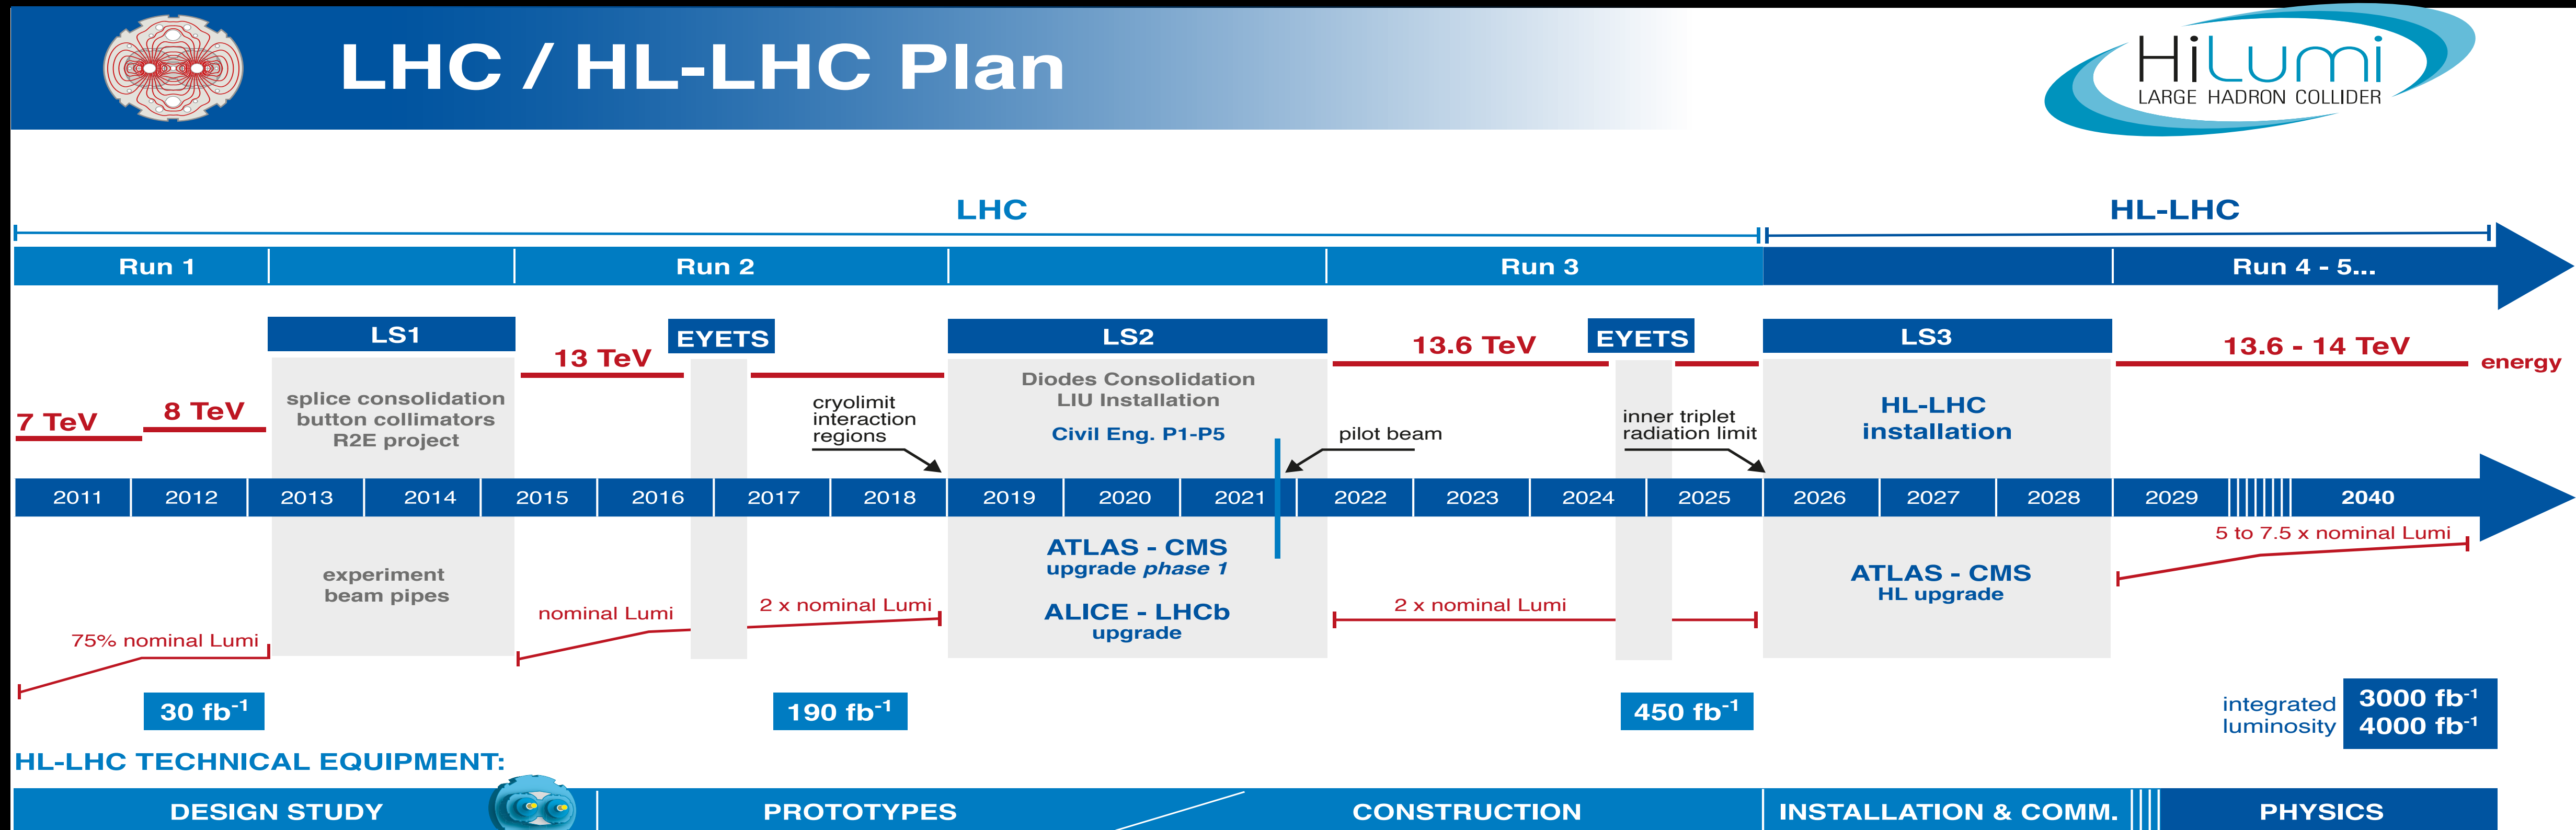 LHC / HL-LHC Plan
HiLumi
LARGE HADRON COLLIDER
LHC
HL-LHC
Run 1
Run 2
Run 3
Run 4 - 5...
LS1
EYETS
LS2
EYETS
LS3
13 TeV
13.6 TeV
13.6 - 14 TeV
energy
7 TeV
8 TeV
splice consolidation
button collimators
R2E project
cryolimit
interaction
regions
Diodes Consolidation
LIU Installation
Civil Eng. P1-P5
pilot beam
inner triplet
radiation limit
HL-LHC
installation
2011
2012
2013
2014
2015
2016
2017
2018
2019
2020
2021
2022
2023
2024
2025
2026
2027
2028
2029
2040
5 to 7.5 x nominal Lumi
experiment
beam pipes
ATLAS - CMS
upgrade phase 1
ALICE - LHCb
upgrade
ATLAS - CMS
HL upgrade
75% nominal Lumi
nominal Lumi
2 x nominal Lumi
2 x nominal Lumi
30 fb⁻¹
190 fb⁻¹
450 fb⁻¹
integrated
luminosity
3000 fb⁻¹
4000 fb⁻¹
HL-LHC TECHNICAL EQUIPMENT:
DESIGN STUDY
PROTOTYPES
CONSTRUCTION
INSTALLATION & COMM.
PHYSICS